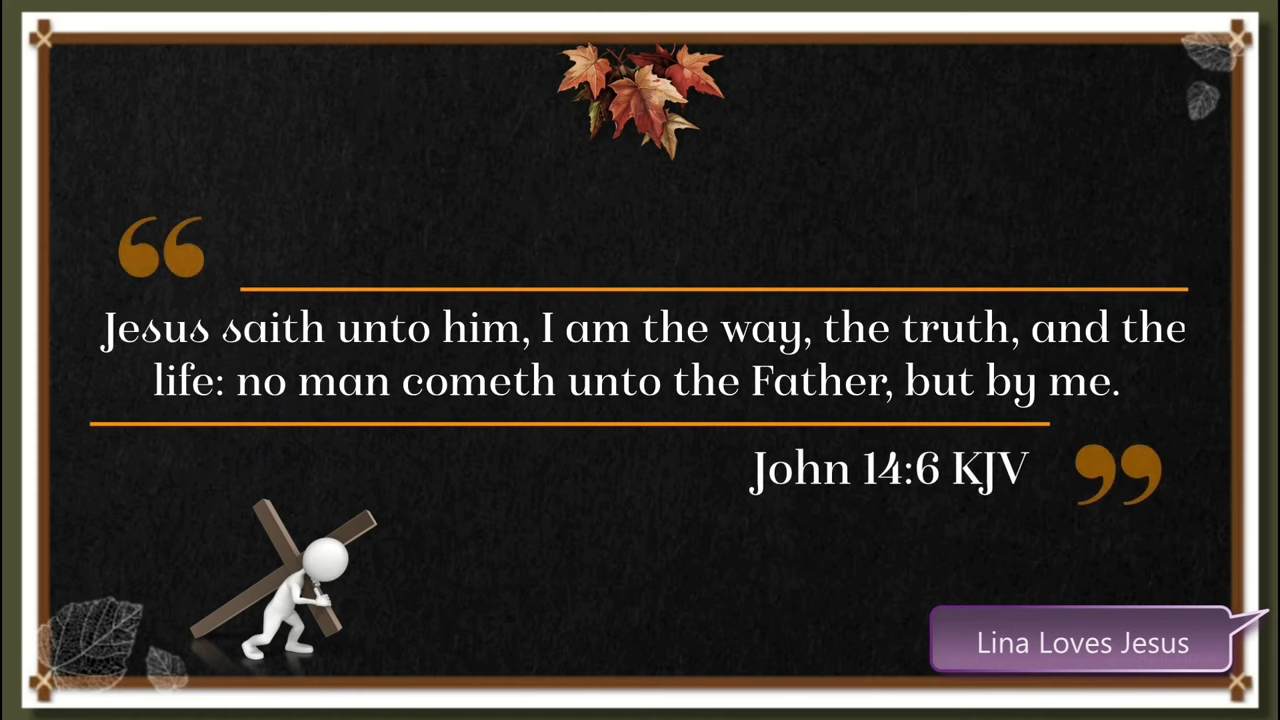 Jesus saith unto him, I am the way, the truth, and the
life: no man cometh unto the Father, but by me.
John 14:6 KJV
Lina Loves Jesus